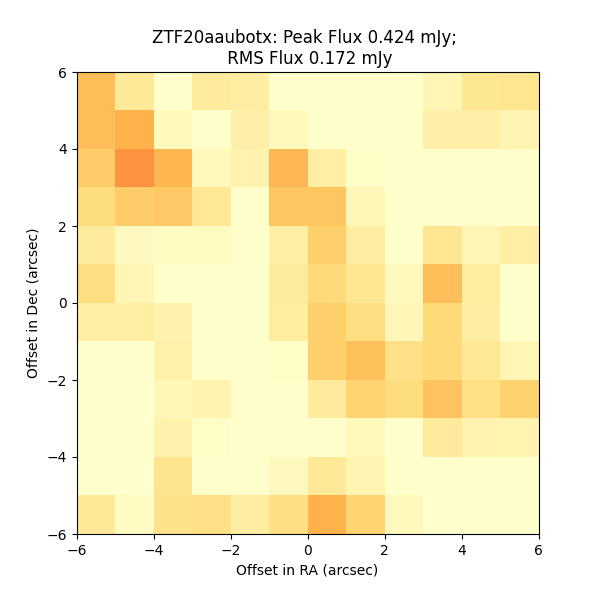 ZTF20aaubotx: Peak Flux 0.424 mJy;
RMS Flux 0.172 mJy
6
4
2
0
−2
−4
−6
Offset in Dec (arcsec)
−6 −4 −2 0 2 4 6
Offset in RA (arcsec)